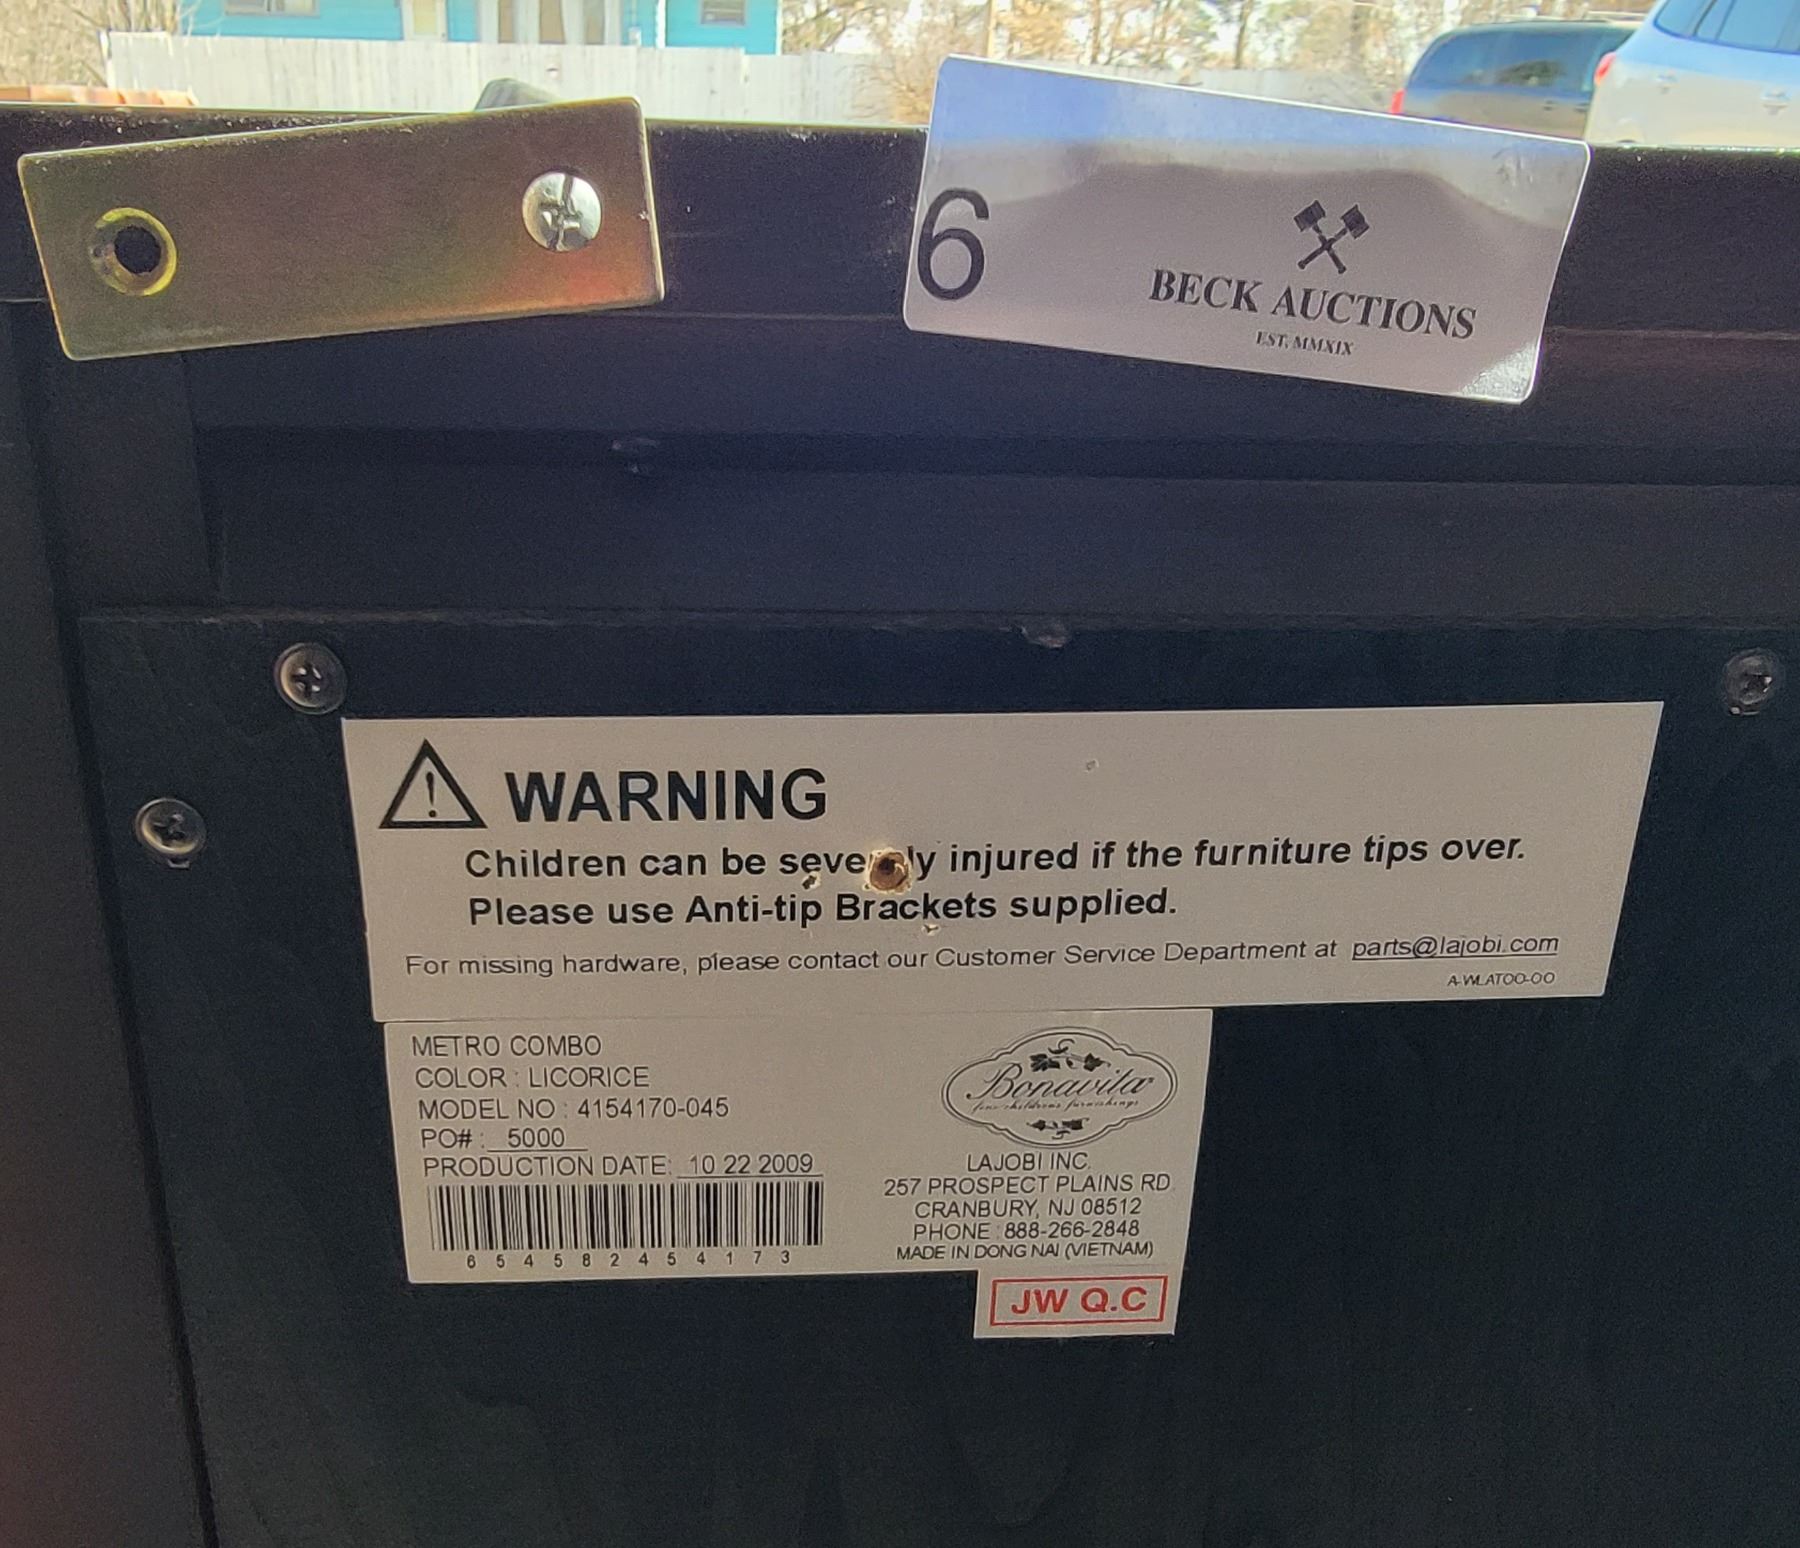 6
BECK AUCTIONS
EST. MMXIX
WARNING
Children can be severely injured if the furniture tips over.
Please use Anti-tip Brackets supplied.
For missing hardware, please contact our Customer Service Department at parts@lajobi.com
A-WLAT00-00
METRO COMBO
COLOR : LICORICE
MODEL NO : 4154170-045
PO# : 5000
PRODUCTION DATE: 10 22 2009
6 5 4 5 8 2 4 5 4 1 7 3
Bonavita
fine children's furnishings
LAJOBI INC.
257 PROSPECT PLAINS RD
CRANBURY, NJ 08512
PHONE : 888-266-2848
MADE IN DONG NAI (VIETNAM)
JW Q.C